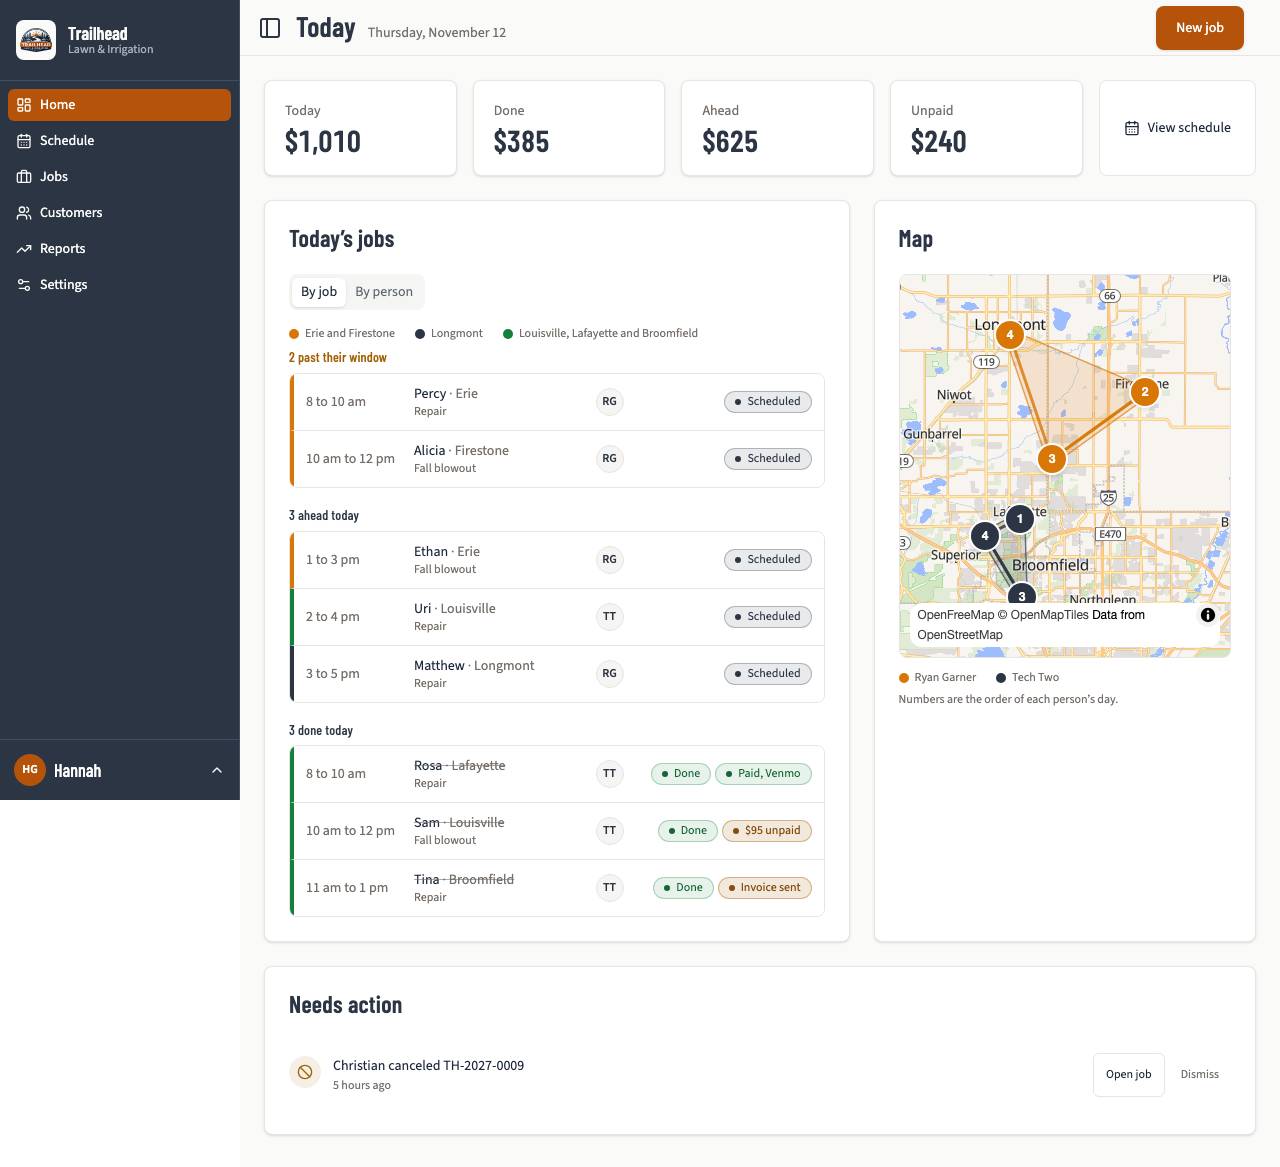 Trailhead
Lawn & Irrigation
Home
Schedule
Jobs
Customers
Reports
Settings
HG Hannah
Today Thursday, November 12
New job
Today
$1,010
Done
$385
Ahead
$625
Unpaid
$240
View schedule
Today's jobs
By job By person
Erie and Firestone Longmont Louisville, Lafayette and Broomfield
2 past their window
8 to 10 am Percy · Erie RG Scheduled
Repair
10 am to 12 pm Alicia · Firestone RG Scheduled
Fall blowout
3 ahead today
1 to 3 pm Ethan · Erie RG Scheduled
Fall blowout
2 to 4 pm Uri · Louisville TT Scheduled
Repair
3 to 5 pm Matthew · Longmont RG Scheduled
Repair
3 done today
8 to 10 am Rosa · Lafayette TT Done Paid, Venmo
Repair
10 am to 12 pm Sam · Louisville TT Done $95 unpaid
Fall blowout
11 am to 1 pm Tina · Broomfield TT Done Invoice sent
Repair
Map
66
4
119
2
Niwot
Gunbarrel
3
25
1
4
E470
Superior
Broomfield
3
Northglenn
OpenFreeMap © OpenMapTiles Data from
OpenStreetMap
Ryan Garner Tech Two
Numbers are the order of each person's day.
Needs action
Christian canceled TH-2027-0009
5 hours ago
Open job Dismiss